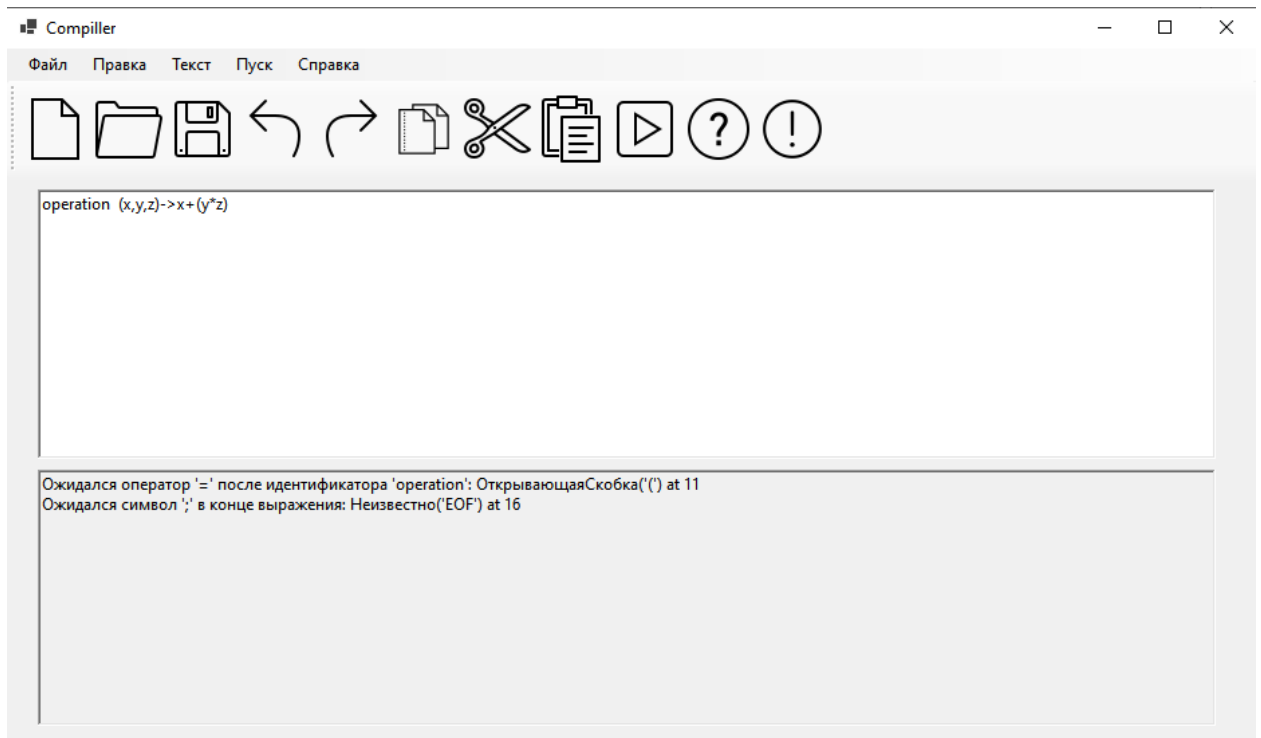 Compiller
Файл Правка Текст Пуск Справка
operation  (x,y,z)->x+(y*z)
Ожидался оператор '=' после идентификатора 'operation': ОткрывающаяСкобка('(') at 11
Ожидался символ ';' в конце выражения: Неизвестно('EOF') at 16